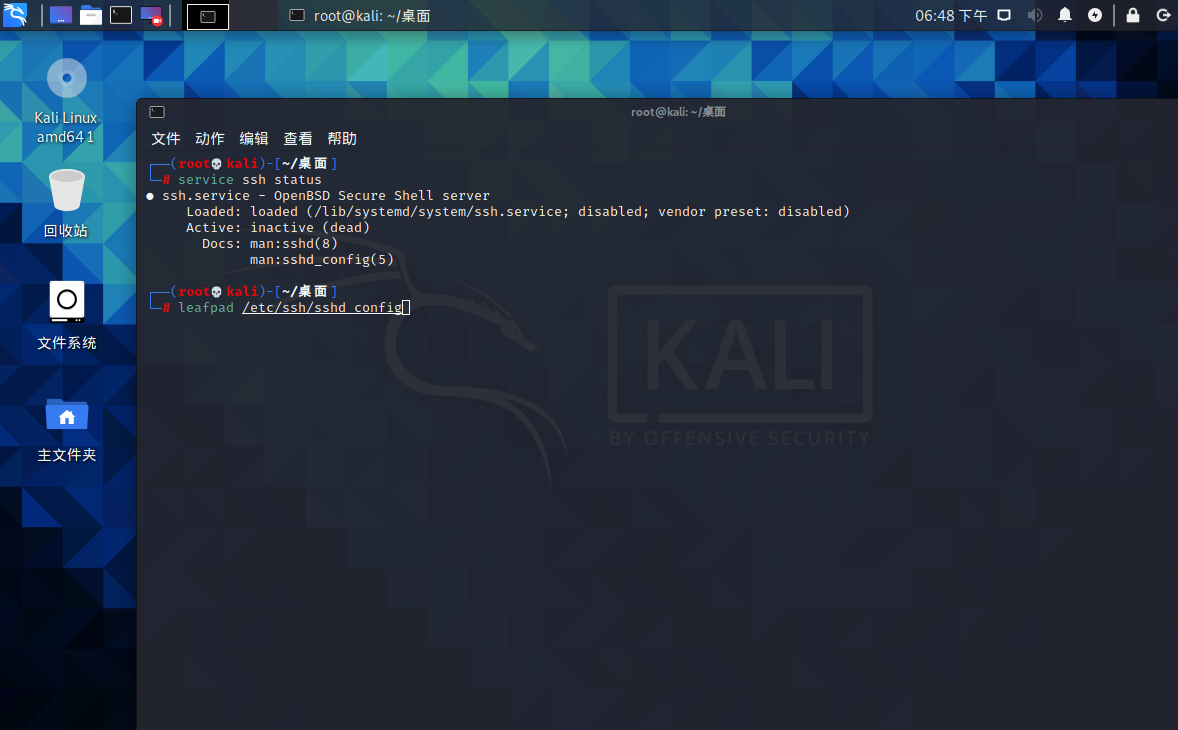 root@kali: ~/桌面
06:48 下午
Kali Linux
amd64 1
回收站
文件系统
主文件夹
root@kali: ~/桌面
文件 动作 编辑 查看 帮助
┌──(root💀kali)-[~/桌面]
└─# service ssh status
● ssh.service - OpenBSD Secure Shell server
Loaded: loaded (/lib/systemd/system/ssh.service; disabled; vendor preset: disabled)
Active: inactive (dead)
Docs: man:sshd(8)
man:sshd_config(5)
┌──(root💀kali)-[~/桌面]
└─# leafpad /etc/ssh/sshd_config
KALI
BY OFFENSIVE SECURITY